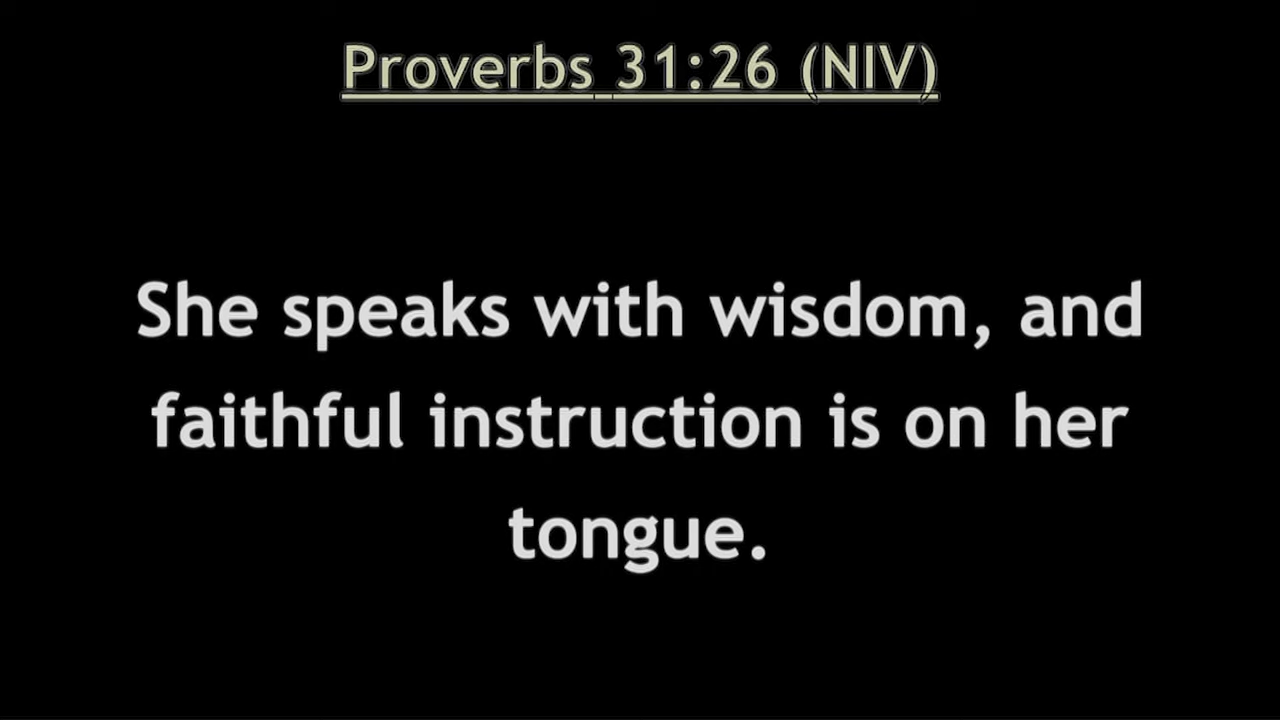 Proverbs 31:26 (NIV)
She speaks with wisdom, and
faithful instruction is on her
tongue.